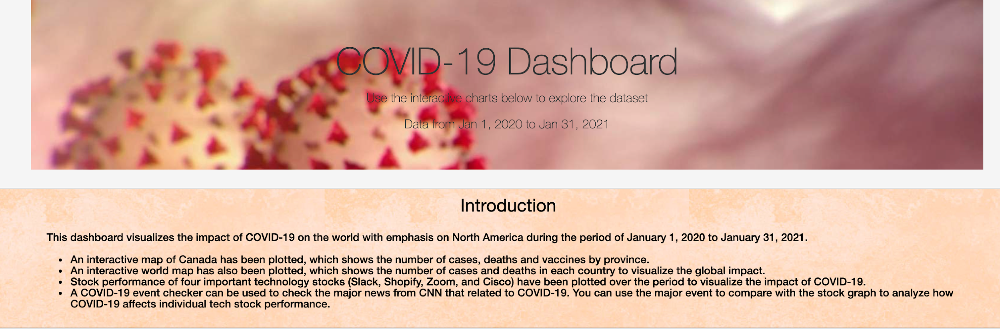 COVID-19 Dashboard
Use the interactive charts below to explore the dataset
Data from Jan 1, 2020 to Jan 31, 2021
Introduction
This dashboard visualizes the impact of COVID-19 on the world with emphasis on North America during the period of January 1, 2020 to January 31, 2021.
• An interactive map of Canada has been plotted, which shows the number of cases, deaths and vaccines by province.
• An interactive world map has also been plotted, which shows the number of cases and deaths in each country to visualize the global impact.
• Stock performance of four important technology stocks (Slack, Shopify, Zoom, and Cisco) have been plotted over the period to visualize the impact of COVID-19.
• A COVID-19 event checker can be used to check the major news from CNN that related to COVID-19. You can use the major event to compare with the stock graph to analyze how
COVID-19 affects individual tech stock performance.